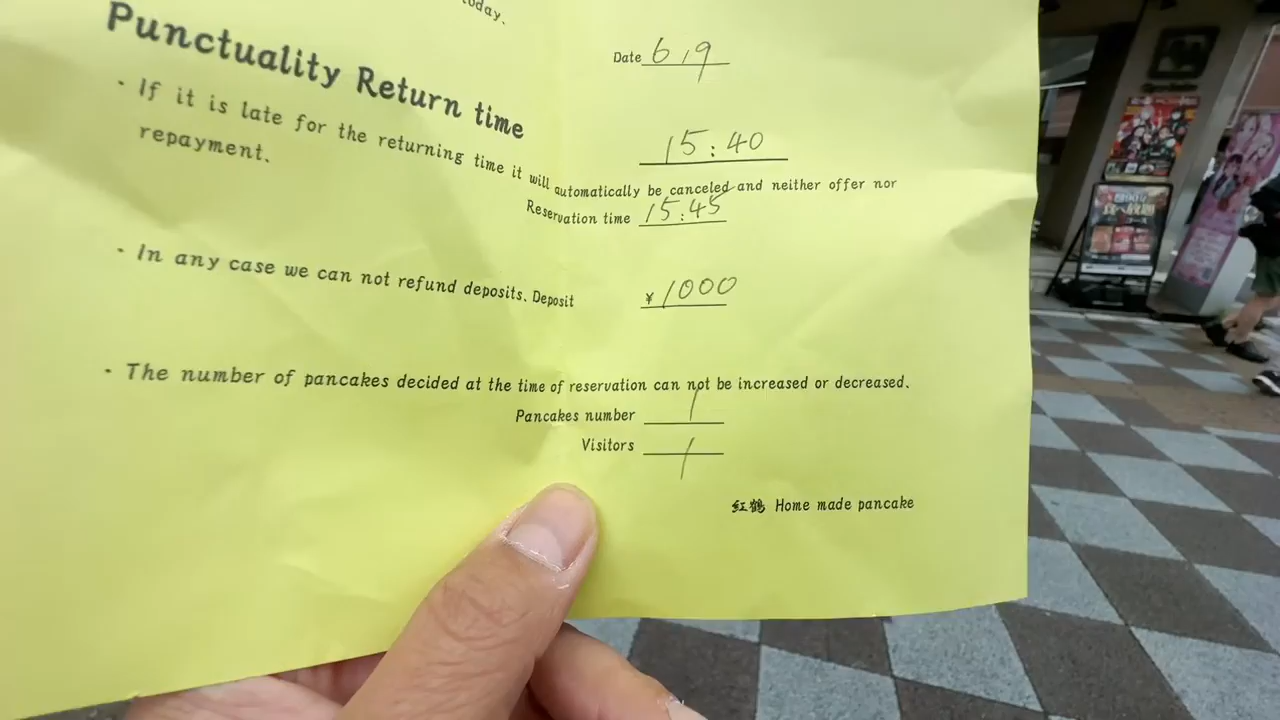 today.
Punctuality Return time
Date 6,9
15:40
・If it is late for the returning time it will automatically be canceled and neither offer nor
repayment.
Reservation time 15:45
・In any case we can not refund deposits. Deposit ¥1000
・The number of pancakes decided at the time of reservation can not be increased or decreased.
Pancakes number 1
Visitors 1
紅鶴 Home made pancake